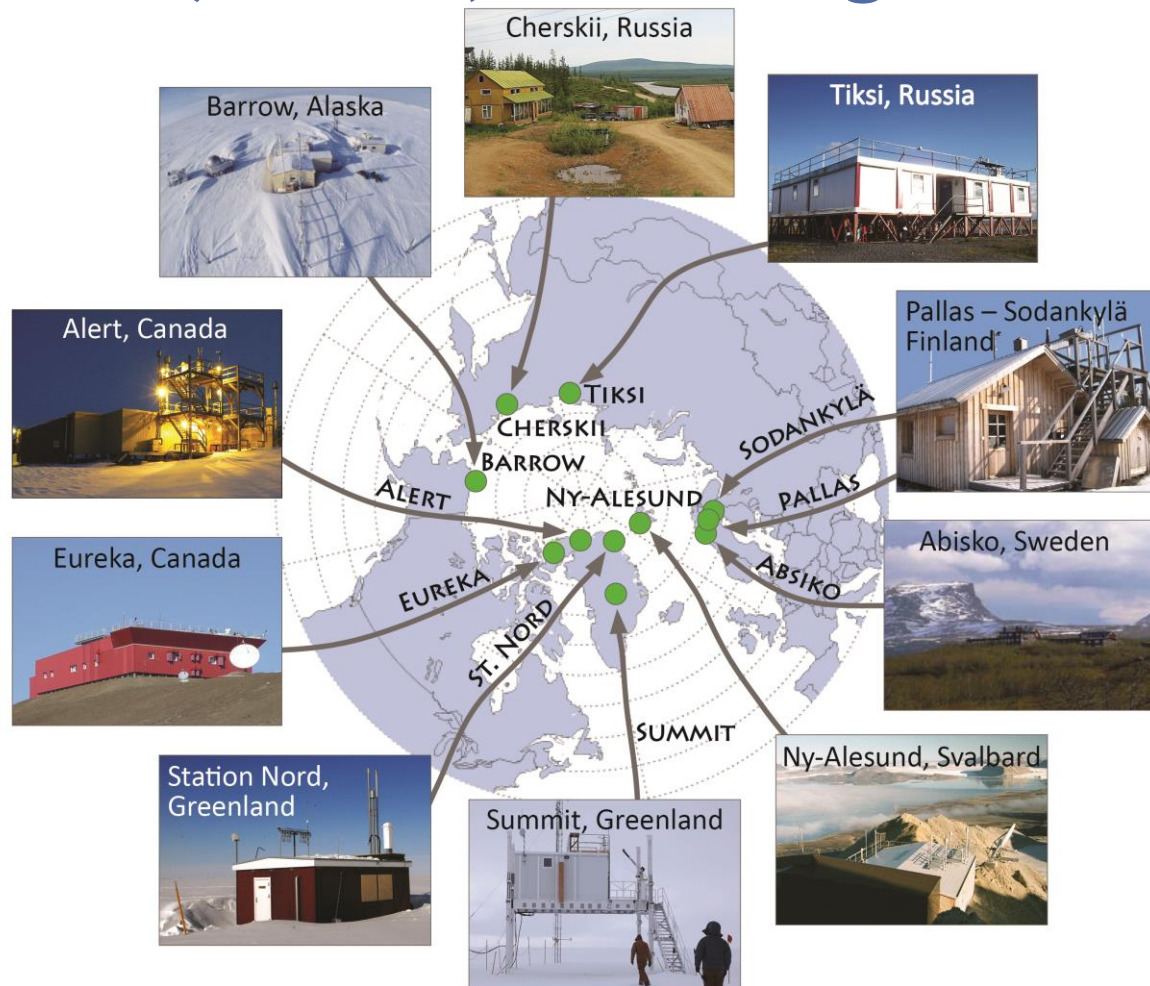 Cherskii, Russia
Barrow, Alaska
Tiksi, Russia
Alert, Canada
Pallas – Sodankylä
Finland
TIKSI
CHERSKII
BARROW
SODANKYLÄ
ALERT
NY-ALESUND
PALLAS
Eureka, Canada
EUREKA
ABSIKO
Abisko, Sweden
ST. NORD
SUMMIT
Station Nord,
Greenland
Summit, Greenland
Ny-Alesund, Svalbard